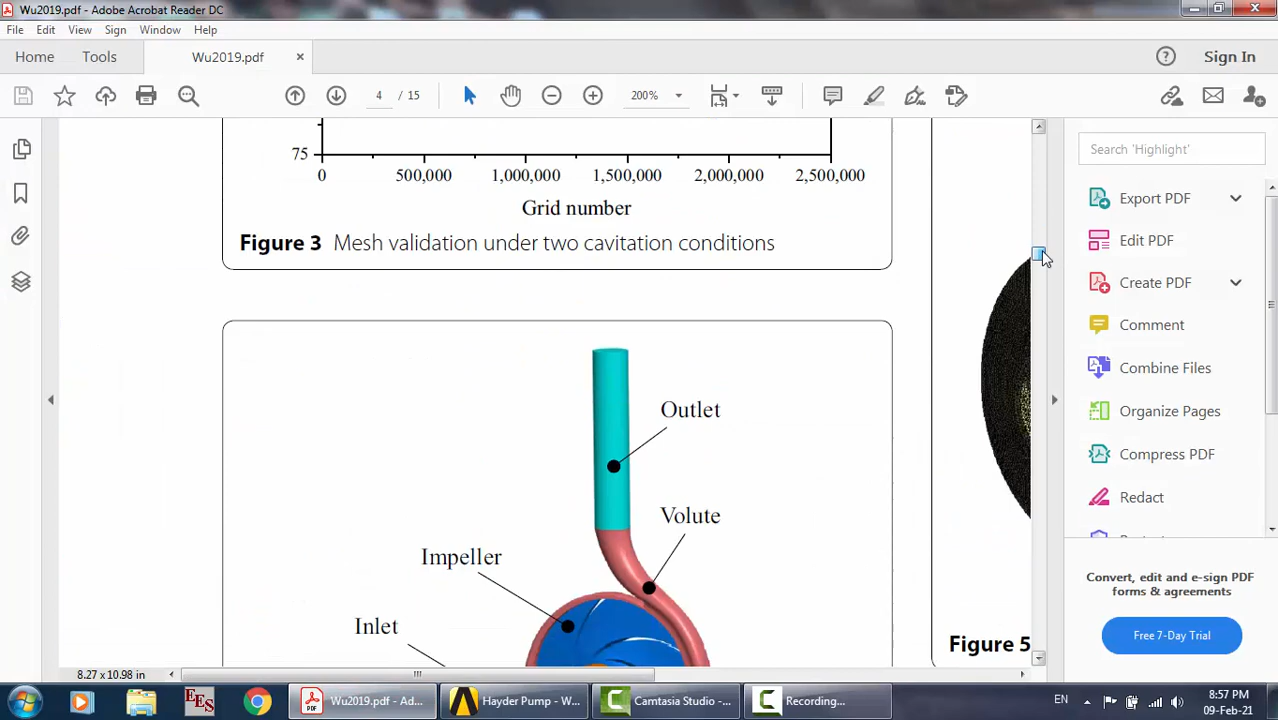 Wu2019.pdf - Adobe Acrobat Reader DC
File Edit View Sign Window Help
Home Tools Wu2019.pdf × Sign In
4 / 15 200%
75
0 500,000 1,000,000 1,500,000 2,000,000 2,500,000
Grid number
Figure 3 Mesh validation under two cavitation conditions
Outlet
Volute
Impeller
Inlet
Figure 5
8.27 x 10.98 in
Search 'Highlight'
Export PDF
Edit PDF
Create PDF
Comment
Combine Files
Organize Pages
Compress PDF
Redact
Convert, edit and e-sign PDF
forms & agreements
Free 7-Day Trial
EES PDF Wu2019.pdf - Ad... Hayder Pump - W... Camtasia Studio -... Recording... EN 8:57 PM
09-Feb-21